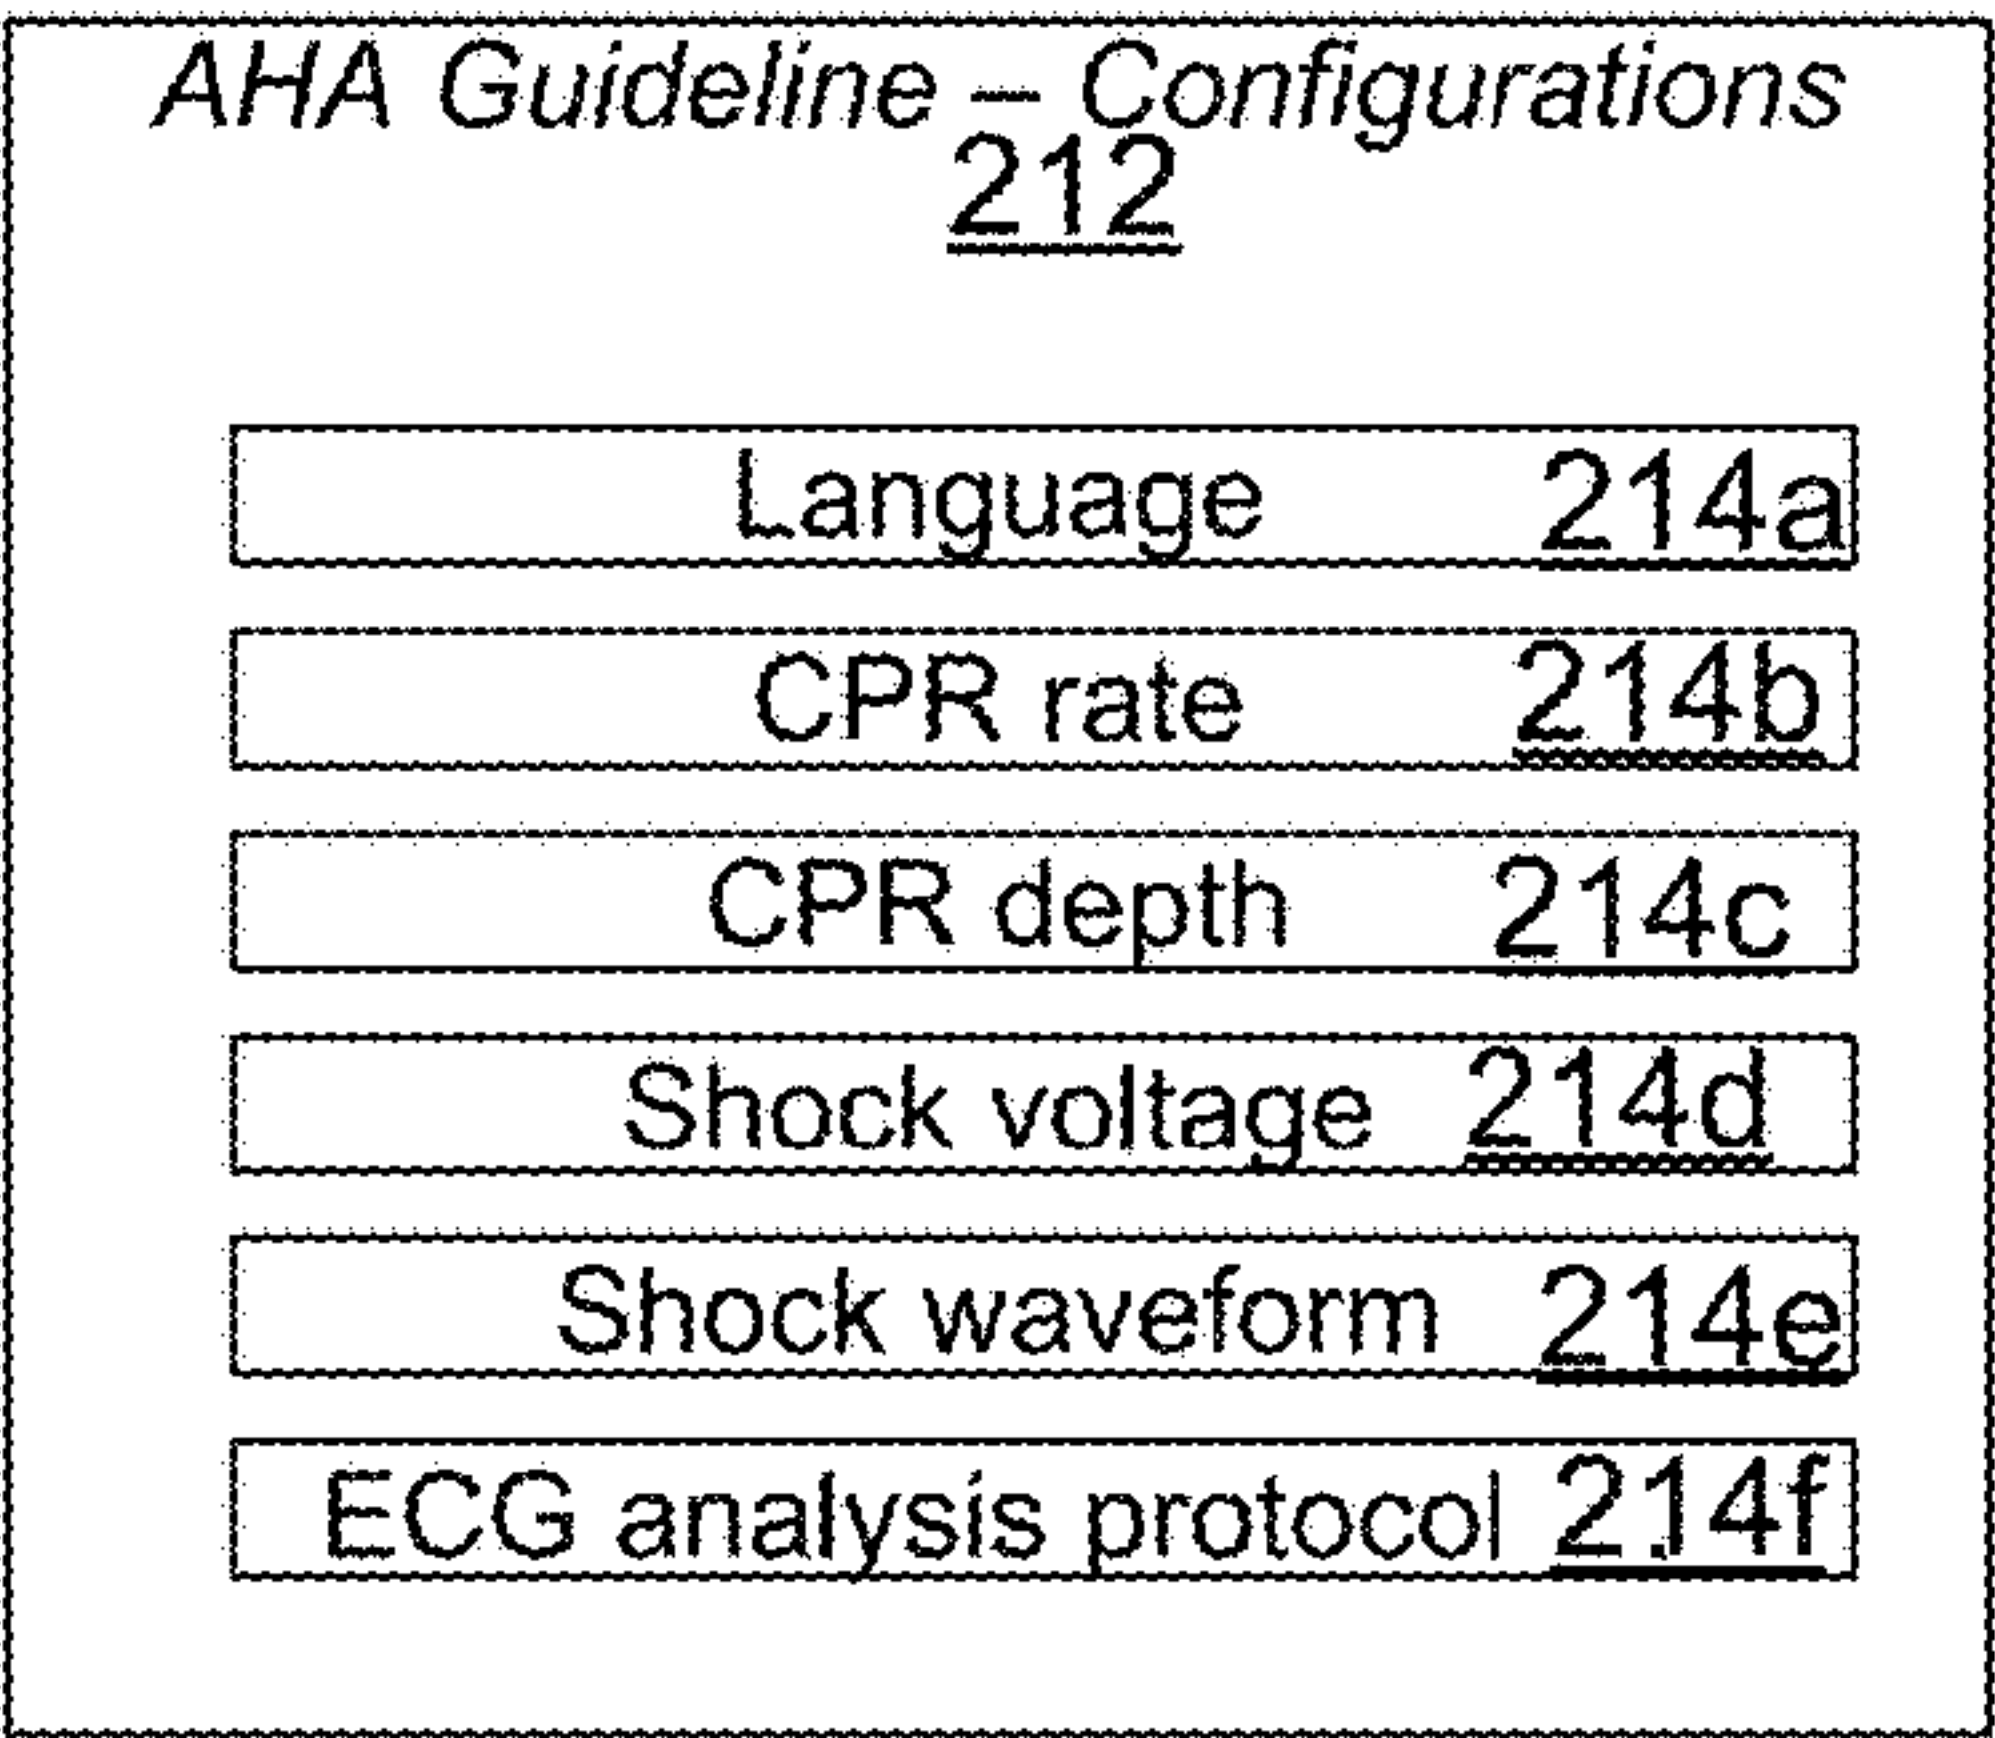 AHA Guideline – Configurations
212
Language 214a
CPR rate 214b
CPR depth 214c
Shock voltage 214d
Shock waveform 214e
ECG analysis protocol 214f